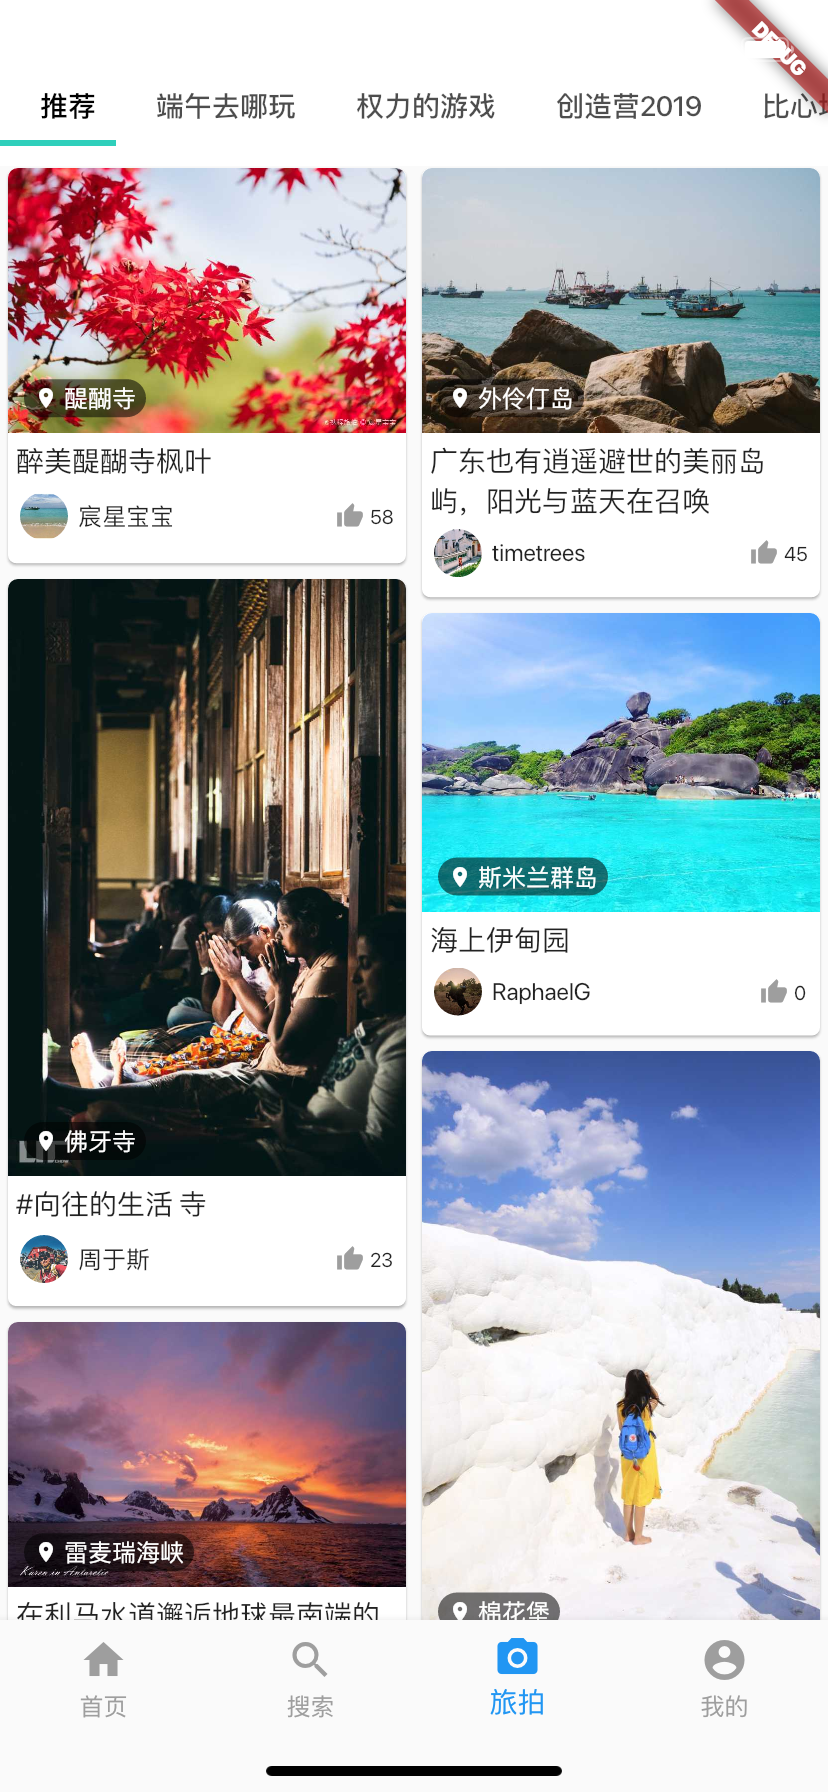 DEBUG
推荐
端午去哪玩
权力的游戏
创造营2019
比心
醍醐寺
醉美醍醐寺枫叶
宸星宝宝
58
外伶仃岛
广东也有逍遥避世的美丽岛
屿，阳光与蓝天在召唤
timetrees
45
佛牙寺
#向往的生活 寺
周于斯
23
斯米兰群岛
海上伊甸园
RaphaelG
0
雷麦瑞海峡
Karen in Antarctic
在利马水道邂逅地球最南端的
棉花堡
首页
搜索
旅拍
我的